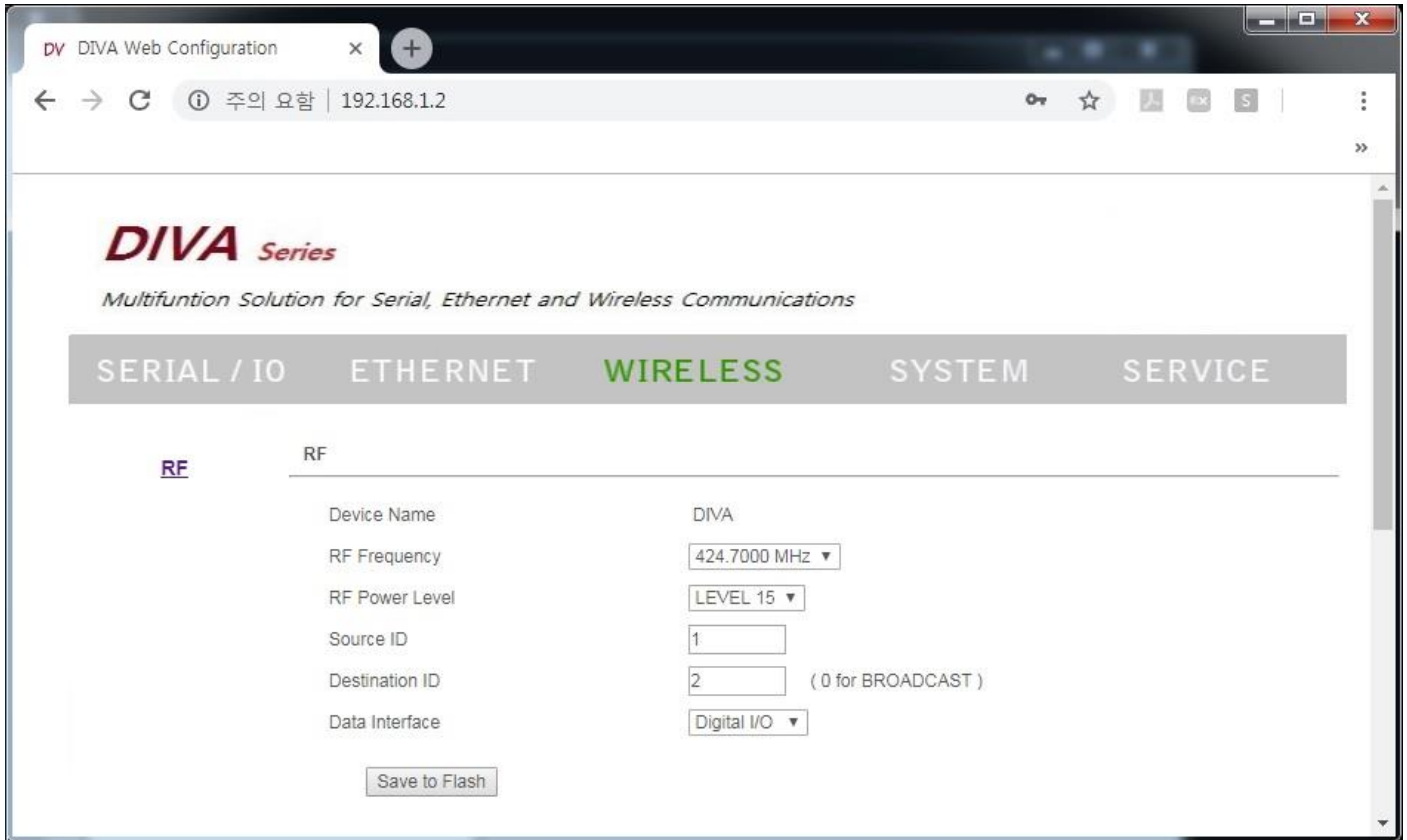 DV DIVA Web Configuration
주의 요함 192.168.1.2
DIVA Series
Multifuntion Solution for Serial, Ethernet and Wireless Communications
SERIAL / IO ETHERNET WIRELESS SYSTEM SERVICE
RF
RF
Device Name DIVA
RF Frequency 424.7000 MHz
RF Power Level LEVEL 15
Source ID 1
Destination ID 2 ( 0 for BROADCAST )
Data Interface Digital I/O
Save to Flash